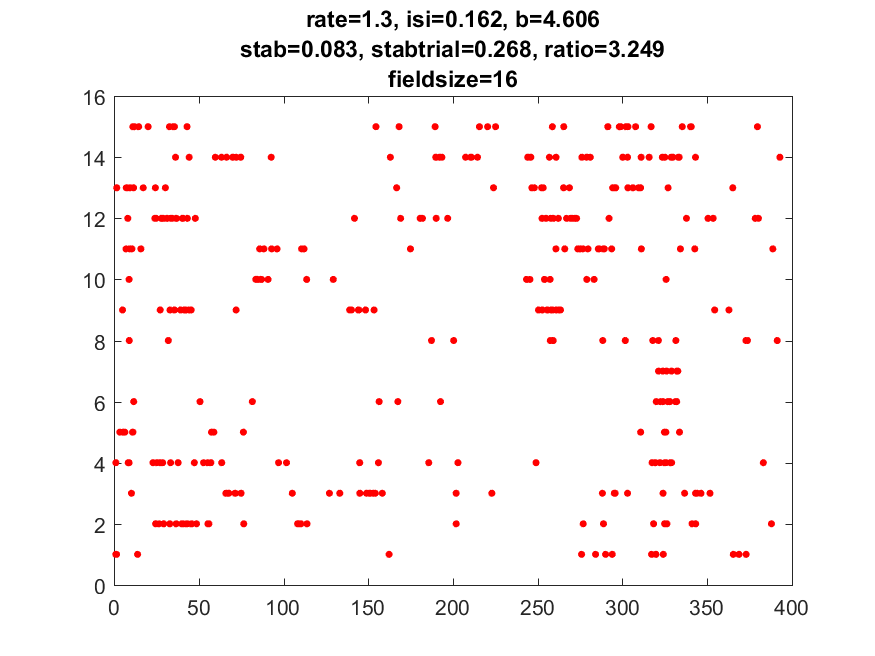 rate=1.3, isi=0.162, b=4.606
stab=0.083, stabtrial=0.268, ratio=3.249
fieldsize=16
16
14
12
10
8
6
4
2
0
0 50 100 150 200 250 300 350 400